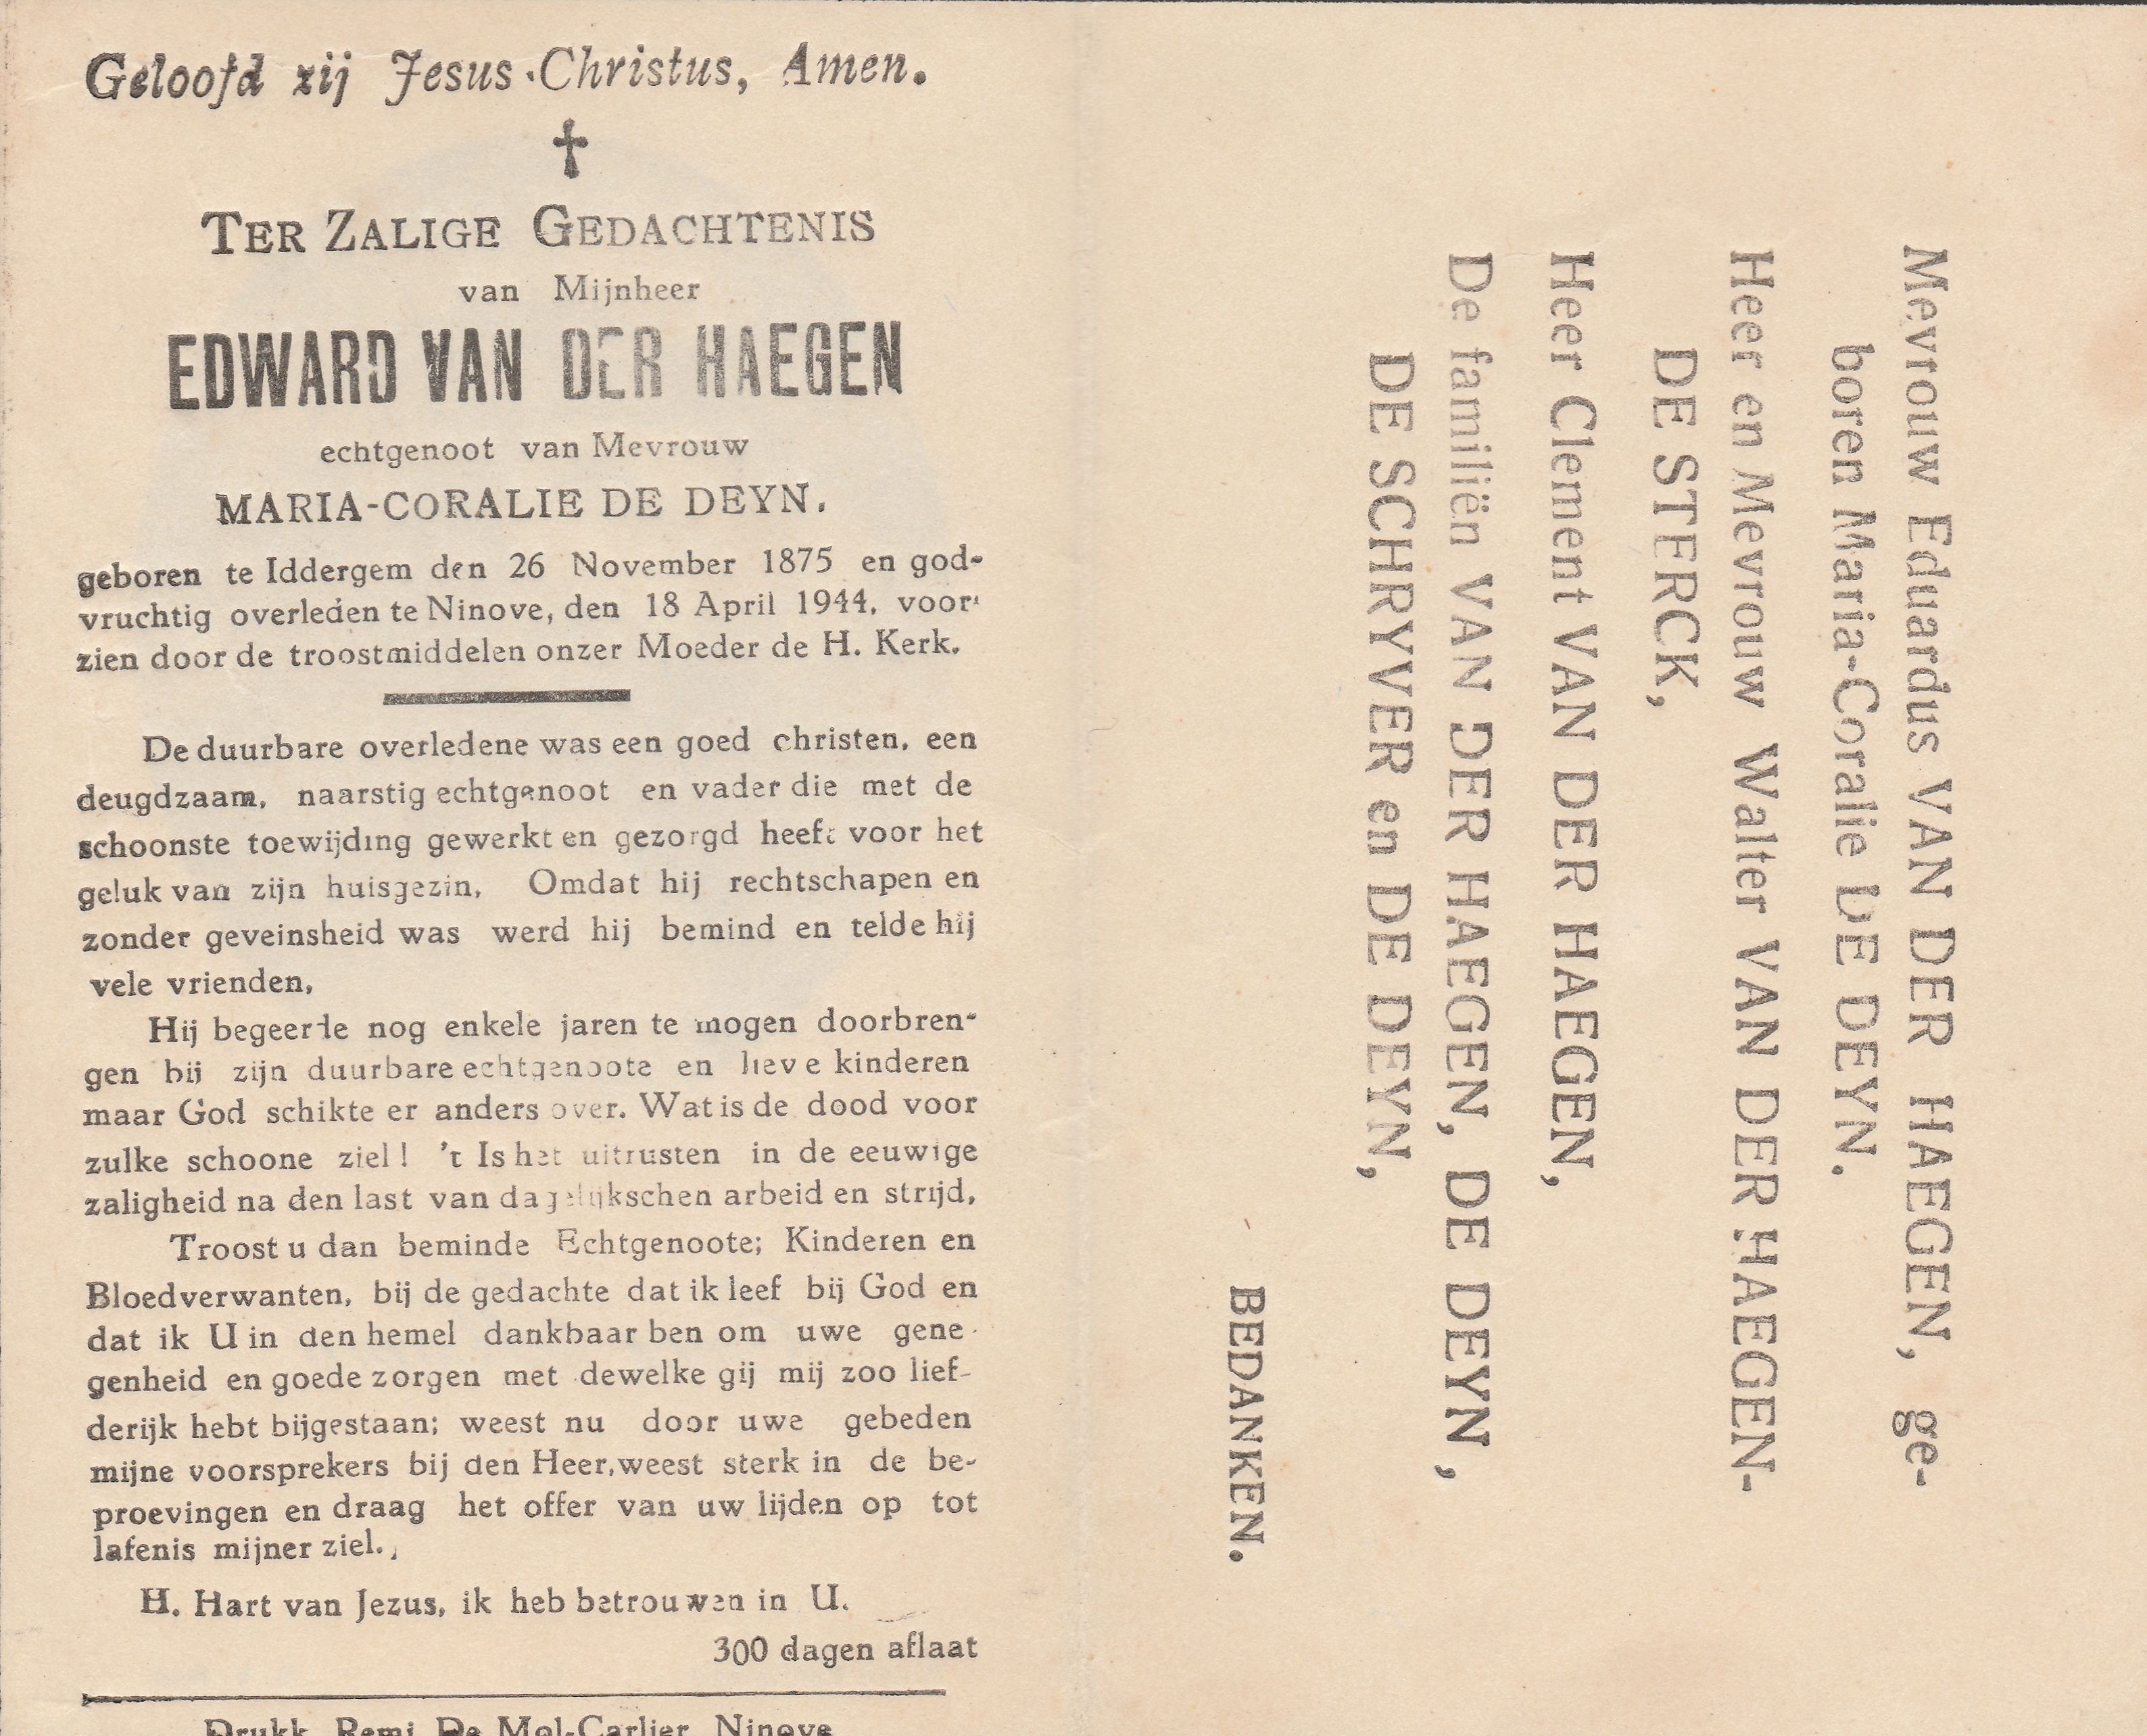 Geloofd zij Jesus Christus, Amen.
TER ZALIGE GEDACHTENIS
van Mijnheer
EDWARD VAN DER HAEGEN
echtgenoot van Mevrouw
MARIA-CORALIE DE DEYN.
geboren te Iddergem den 26 November 1875 en god-
vruchtig overleden te Ninove, den 18 April 1944, voor-
zien door de troostmiddelen onzer Moeder de H. Kerk.
De duurbare overledene was een goed christen, een
deugdzaam, naarstig echtgenoot en vader die met de
schoonste toewijding gewerkt en gezorgd heeft voor het
geluk van zijn huisgezin, Omdat hij rechtschapen en
zonder geveinsheid was werd hij bemind en telde hij
vele vrienden,
Hij begeerde nog enkele jaren te mogen doorbren-
gen bij zijn duurbare echtgenoote en lieve kinderen
maar God schikte er anders over. Wat is de dood voor
zulke schoone ziel! 't Is het uitrusten in de eeuwige
zaligheid na den last van dagelijkschen arbeid en strijd,
Troost u dan beminde Echtgenoote; Kinderen en
Bloedverwanten, bij de gedachte dat ik leef bij God en
dat ik U in den hemel dankbaar ben om uwe gene-
genheid en goede zorgen met dewelke gij mij zoo lief-
derijk hebt bijgestaan; weest nu door uwe gebeden
mijne voorsprekers bij den Heer, weest sterk in de be-
proevingen en draag het offer van uw lijden op tot
lafenis mijner ziel.,
H. Hart van Jezus, ik heb betrouwen in U.
300 dagen aflaat
Drukk. Remi De Mol-Carlier, Ninove
Mevrouw Eduardus VAN DER HAEGEN, ge-
boren Maria-Coralie DE DEYN.
Heer en Mevrouw Walter VAN DER HAEGEN-
DE STERCK,
Heer Clement VAN DER HAEGEN,
De familiën VAN DER HAEGEN, DE DEYN,
DE SCHRYVER en DE DEYN,
BEDANKEN.